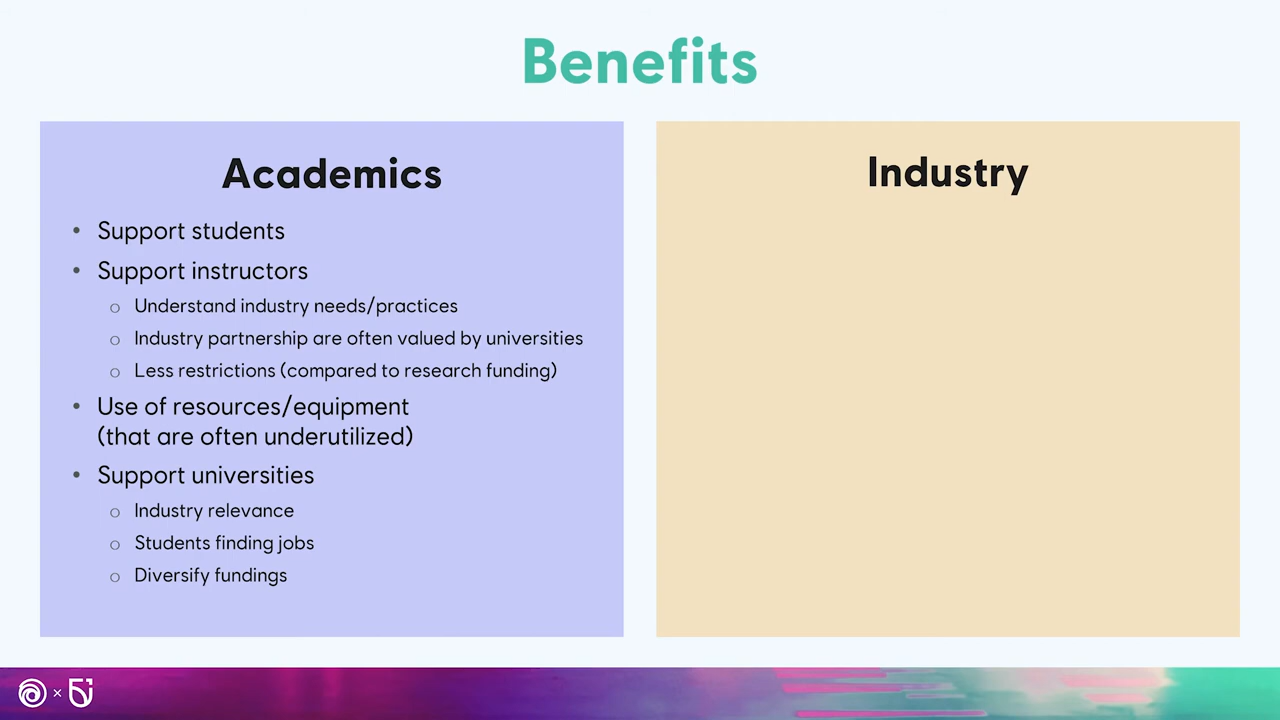 Benefits
Academics
• Support students
• Support instructors
o Understand industry needs/practices
o Industry partnership are often valued by universities
o Less restrictions (compared to research funding)
• Use of resources/equipment
(that are often underutilized)
• Support universities
o Industry relevance
o Students finding jobs
o Diversify fundings
Industry
×